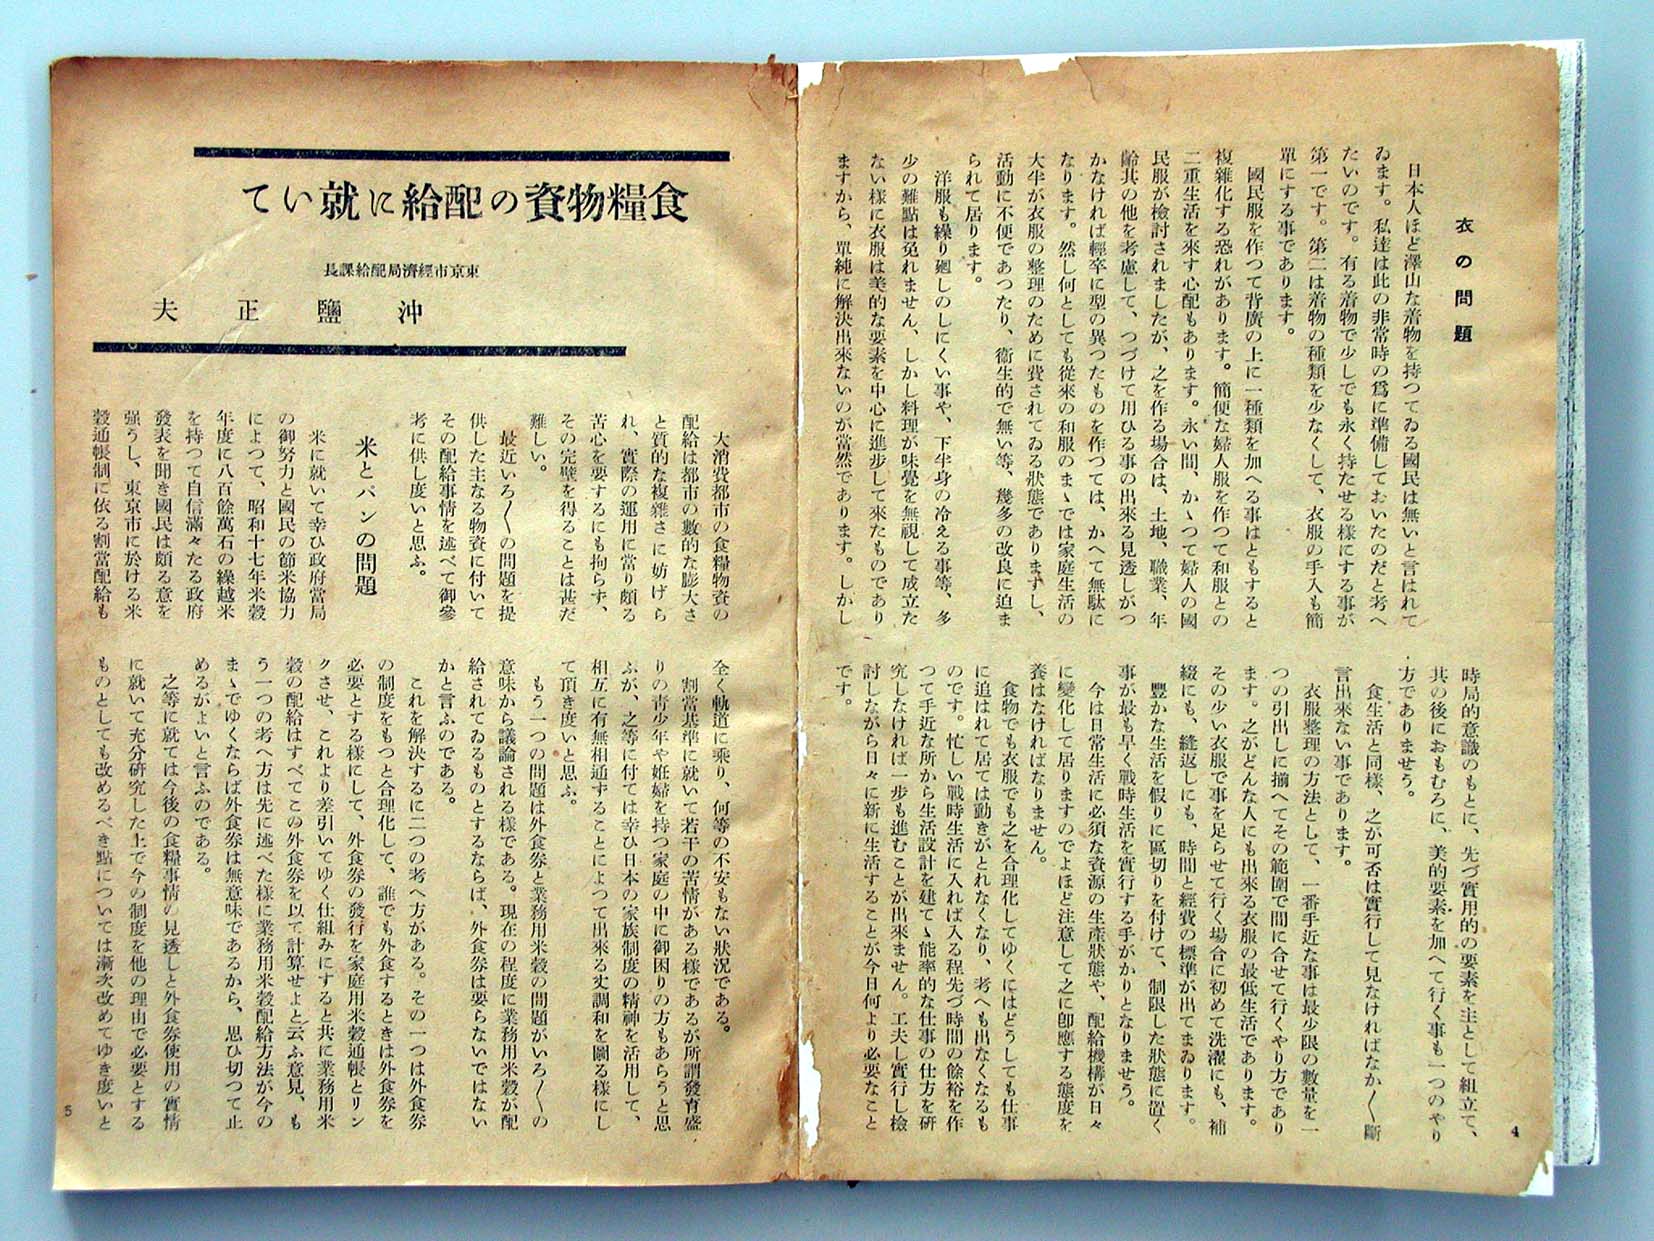 衣の問題
日本人ほど澤山な着物を持つてゐる國民は無いと言はれて
ゐます。私達は此の非常時の爲に準備しておいたのだと考へ
たいのです。有る着物で少しでも永く持たせる樣にする事が
第一です。第二は着物の種類を少なくして、衣服の手入も簡
單にする事であります。
國民服を作つて背廣の上に一種類を加へる事はともすると
複雜化する恐れがあります。簡便な婦人服を作つて和服との
二重生活を來す心配もあります。永い間、かゝつて婦人の國
民服が檢討されましたが、之を作る場合は、土地、職業、年
齡其の他を考慮して、つづけて用ひる事の出來る見透しがつ
かなければ輕卒に型の異つたものを作つては、かへて無駄に
なります。然し何としても從來の和服のまゝでは家庭生活の
大半が衣服の整理のために費されてゐる狀態でありますし、
活動に不便であつたり、衞生的で無い等、幾多の改良に迫ま
られて居ります。
洋服も繰り廻しのしにくい事や、下半身の冷える事等、多
少の難點は免れません、しかし料理が味覺を無視して成立た
ない樣に衣服は美的な要素を中心に進步して來たものであり
ますから、單純に解決出來ないのが當然であります。しかし
時局的意識のもとに、先づ實用的の要素を主として組立て、
共の後におもむろに、美的要素を加へて行く事も一つのやり
方でありませう。
食生活と同樣、之が可否は實行して見なければなか〱斷
言出來ない事であります。
衣服整理の方法として、一番手近な事は最少限の數量を一
つの引出しに揃へてその範圍で間に合せて行くやり方であり
ます。之がどんな人にも出來る衣服の最低生活であります。
その少い衣服で事を足らせて行く場合に初めて洗濯にも、補
綴にも、縫返しにも、時間と經費の標準が出てまゐります。
豐かな生活を假りに區切りを付けて、制限した狀態に置く
事が最も早く戰時生活を實行する手がかりとなりませう。
今は日常生活に必須な資源の生產狀態や、配給機構が日々
に變化して居りますのでよほど注意して之に卽應する態度を
養はなければなりません。
食物でも衣服でも之を合理化してゆくにはどうしても仕事
に追はれて居ては動きがとれなくなり、考へも出なくなるも
のです。忙しい戰時生活に入れば入る程先づ時間の餘裕を作
つて手近な所から生活設計を建てゝ能率的な仕事の仕方を硏
究しなければ一步も進むことが出來ません。工夫し實行し檢
討しながら日々に新に生活することが今日何より必要なこと
です。
4
てい就に給配の資物糧食
長課給配局濟經市京東
夫正鹽沖
大消費都市の食糧物資の
配給は都市の數的な膨大さ
と質的な複雜さに妨げら
れ、實際の運用に當り頗る
苦心を要するにも拘らず、
その完璧を得ることは甚だ
難しい。
最近いろ〱の問題を提
供した主なる物資に付いて
その配給事情を述べて御參
考に供し度いと思ふ。
米とパンの問題
米に就いて幸ひ政府當局
の御努力と國民の節米協力
によつて、昭和十七年米穀
年度に八百餘萬石の繰越米
を持つて自信滿々たる政府
發表を聞き國民は頗る意を
强うし、東京市に於ける米
穀通帳制に依る割當配給も
全く軌道に乘り、何等の不安もない狀況である。
割當基準に就いて若干の苦情がある樣であるが所謂發育盛
りの靑少年や姙婦を持つ家庭の中に御困りの方もあらうと思
ふが、之等に付ては幸ひ日本の家族制度の精神を活用して、
相互に有無相通することによつて出來る丈調和を圖る樣にし
て頂き度いと思ふ。
もう一つの問題は外食券と業務用米穀の問題がいろ〱の
意味から議論される樣である。現在の程度に業務用米穀が配
給されてゐるものとするならば、外食券は要らないではない
かと言ふのである。
これを解決するに二つの考へ方がある。その一つは外食券
の制度をもつと合理化して、誰でも外食するときは外食券を
必要とする樣にして、外食券の發行を家庭用米穀通帳とリン
クさせ、これより差引いてゆく仕組みにすると共に業務用米
穀の配給はすべてこの外食券を以て計算せよと云ふ意見、も
う一つの考へ方は先に述べた樣に業務用米穀配給方法が今の
まゝでゆくならば外食券は無意味であるから、思ひ切つて止
めるがよいと言ふのである。
之等に就ては今後の食糧事情の見透しと外食券使用の實情
に就いて充分硏究した上で今の制度を他の理由で必要とする
ものとしても改めるべき點については漸次改めてゆき度いと
5